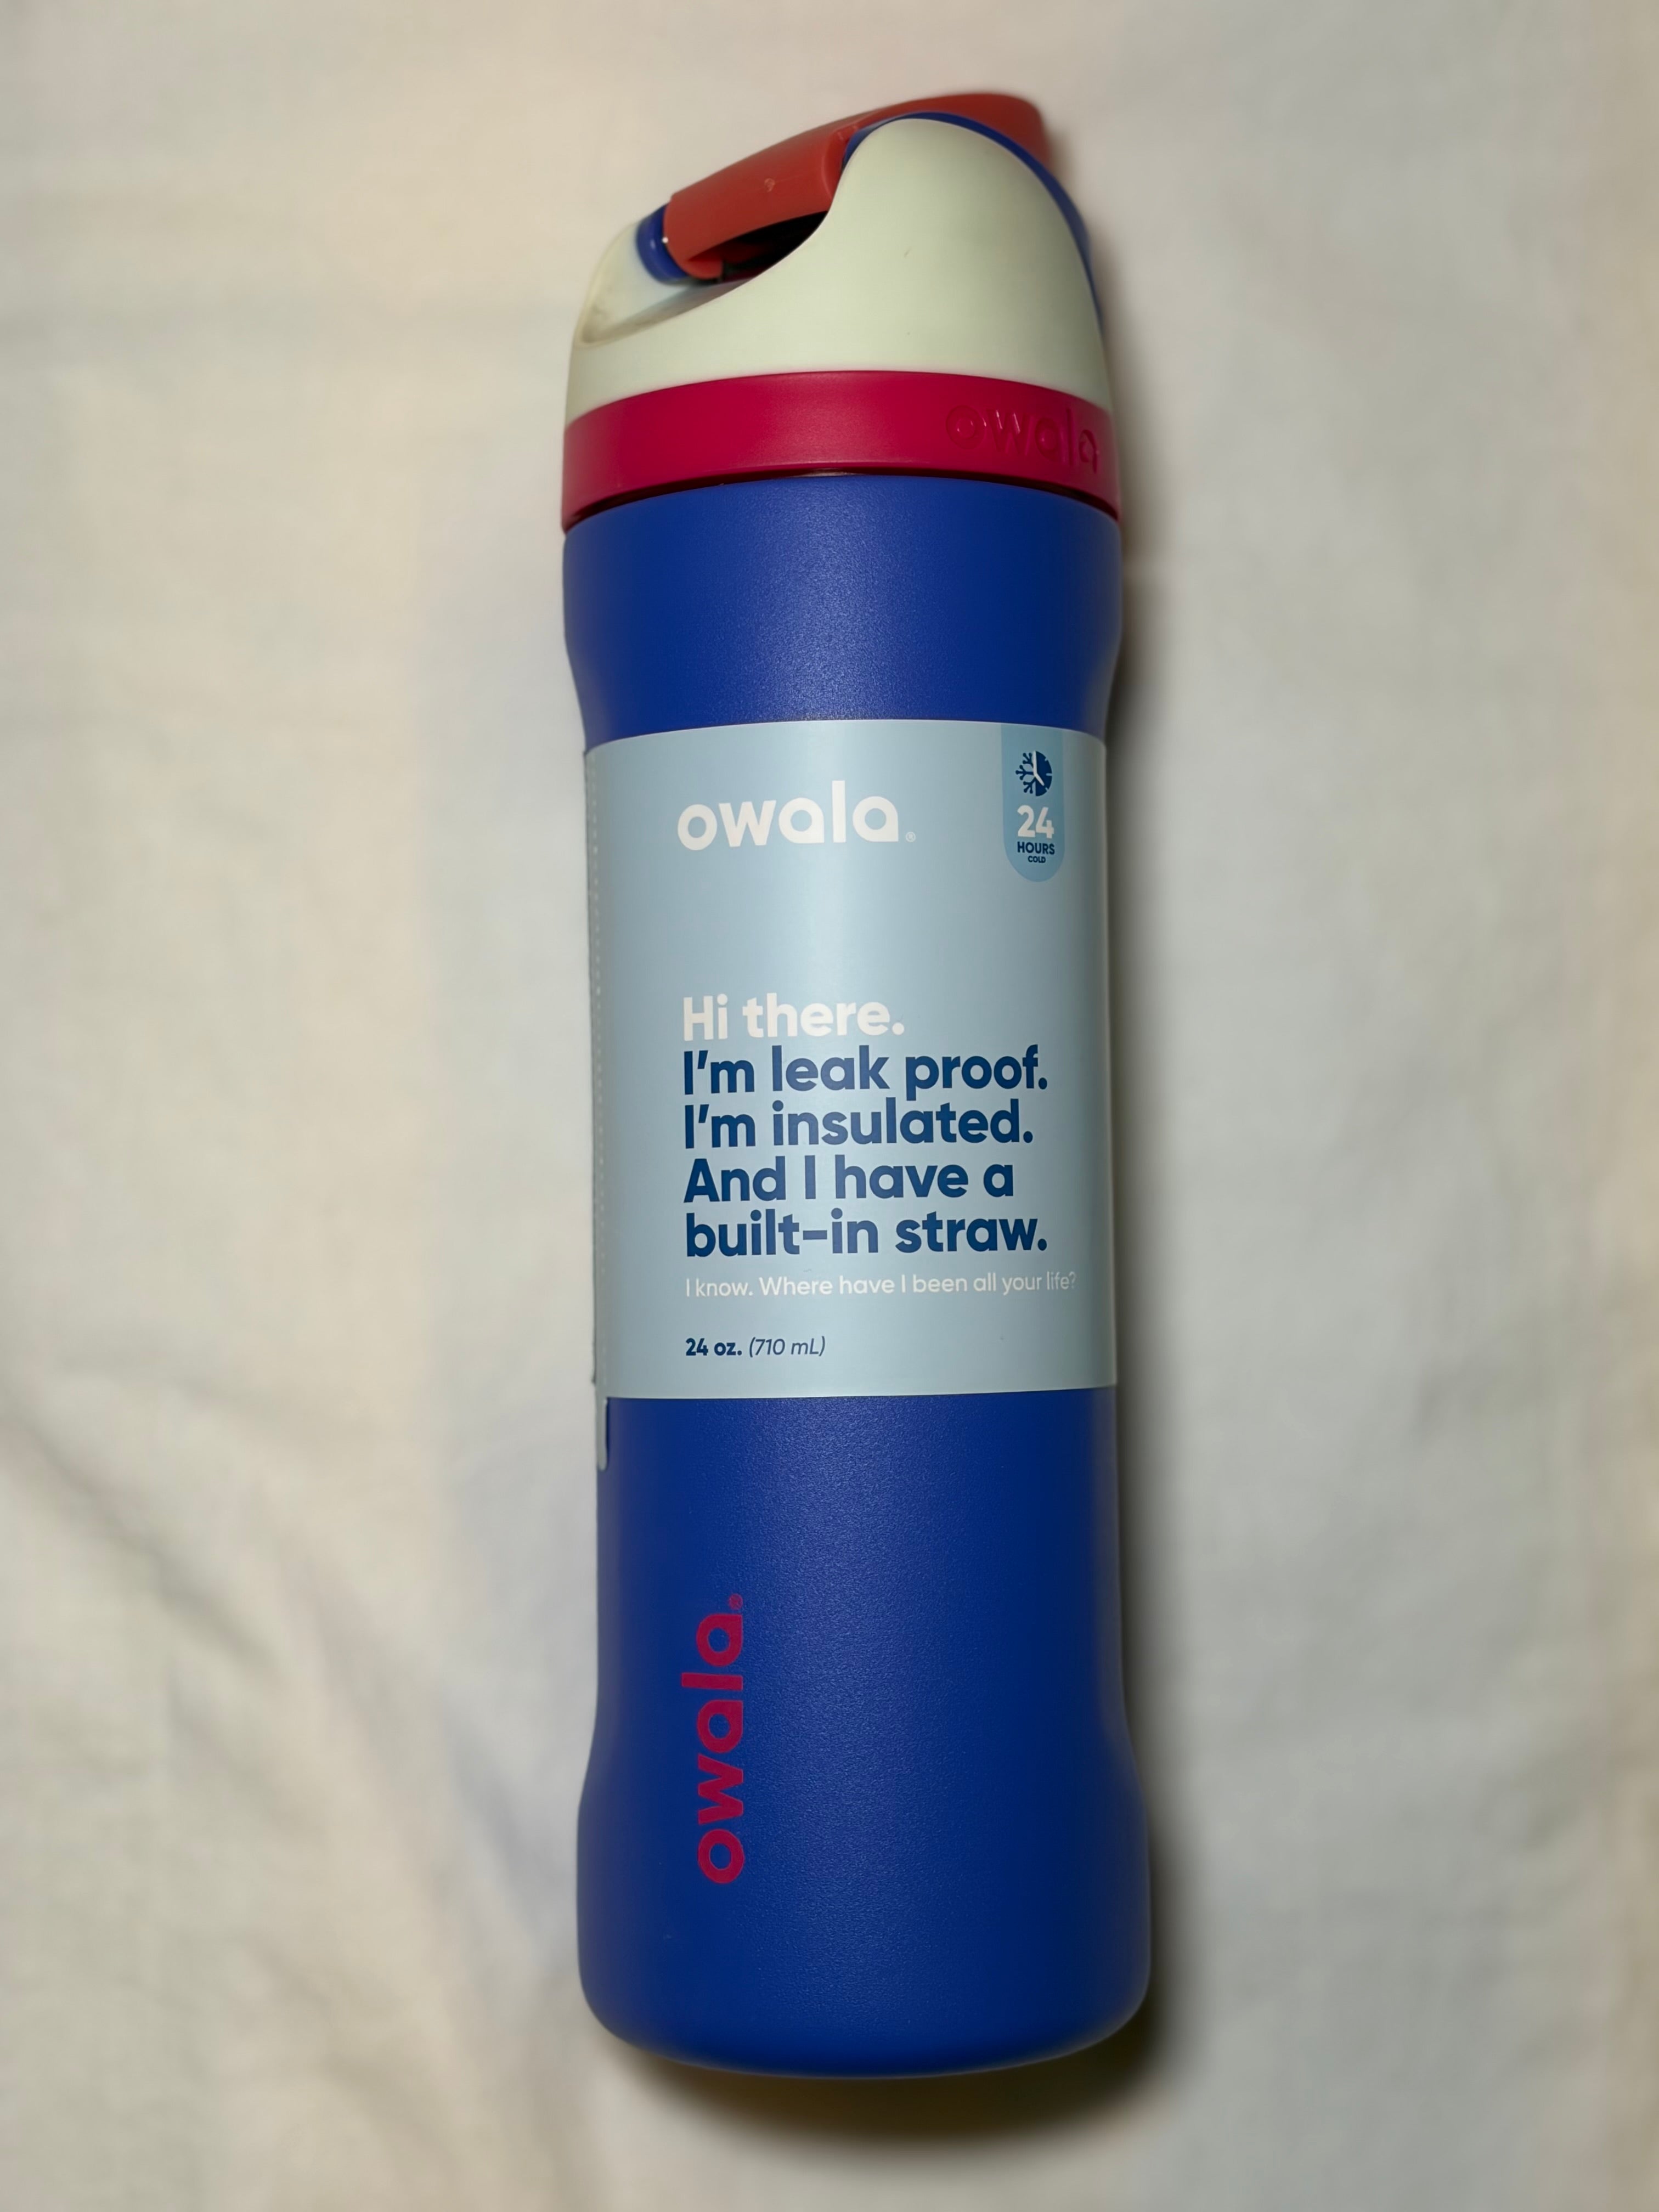 owala
owala®
24
HOURS
COLD
Hi there.
I'm leak proof.
I'm insulated.
And I have a
built-in straw.
I know. Where have I been all your life?
24 oz. (710 mL)
owala®